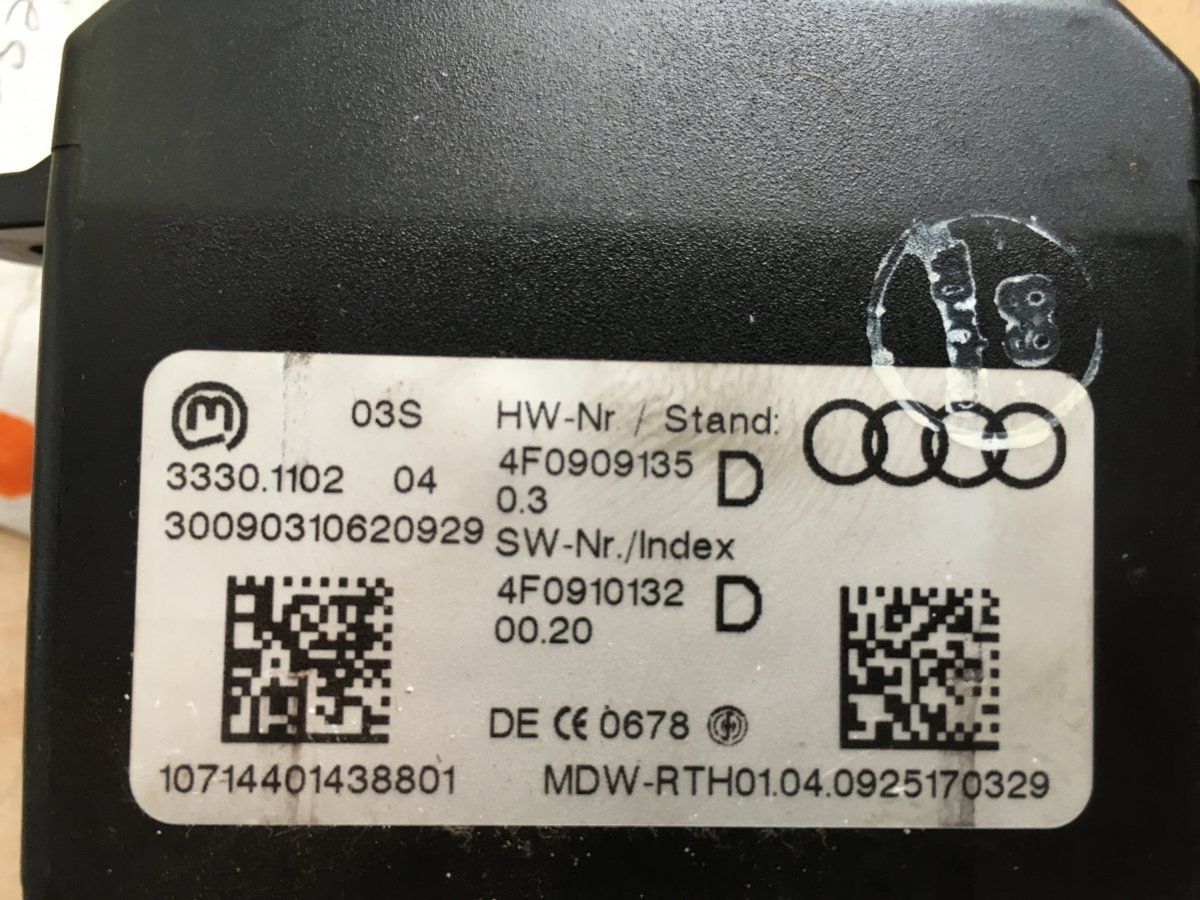 03S
3330.1102 04
30090310620929
HW-Nr / Stand:
4F0909135 D
0.3
SW-Nr./Index
4F0910132 D
00.20
DE CE 0678
10714401438801
MDW-RTH01.04.0925170329